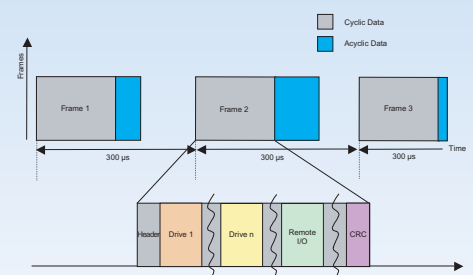 Cyclic Data
Acyclic Data
Frames
Frame 1
Frame 2
Frame 3
Time
300 µs
300 µs
300 µs
Header
Drive 1
Drive n
Remote
I/O
CRC